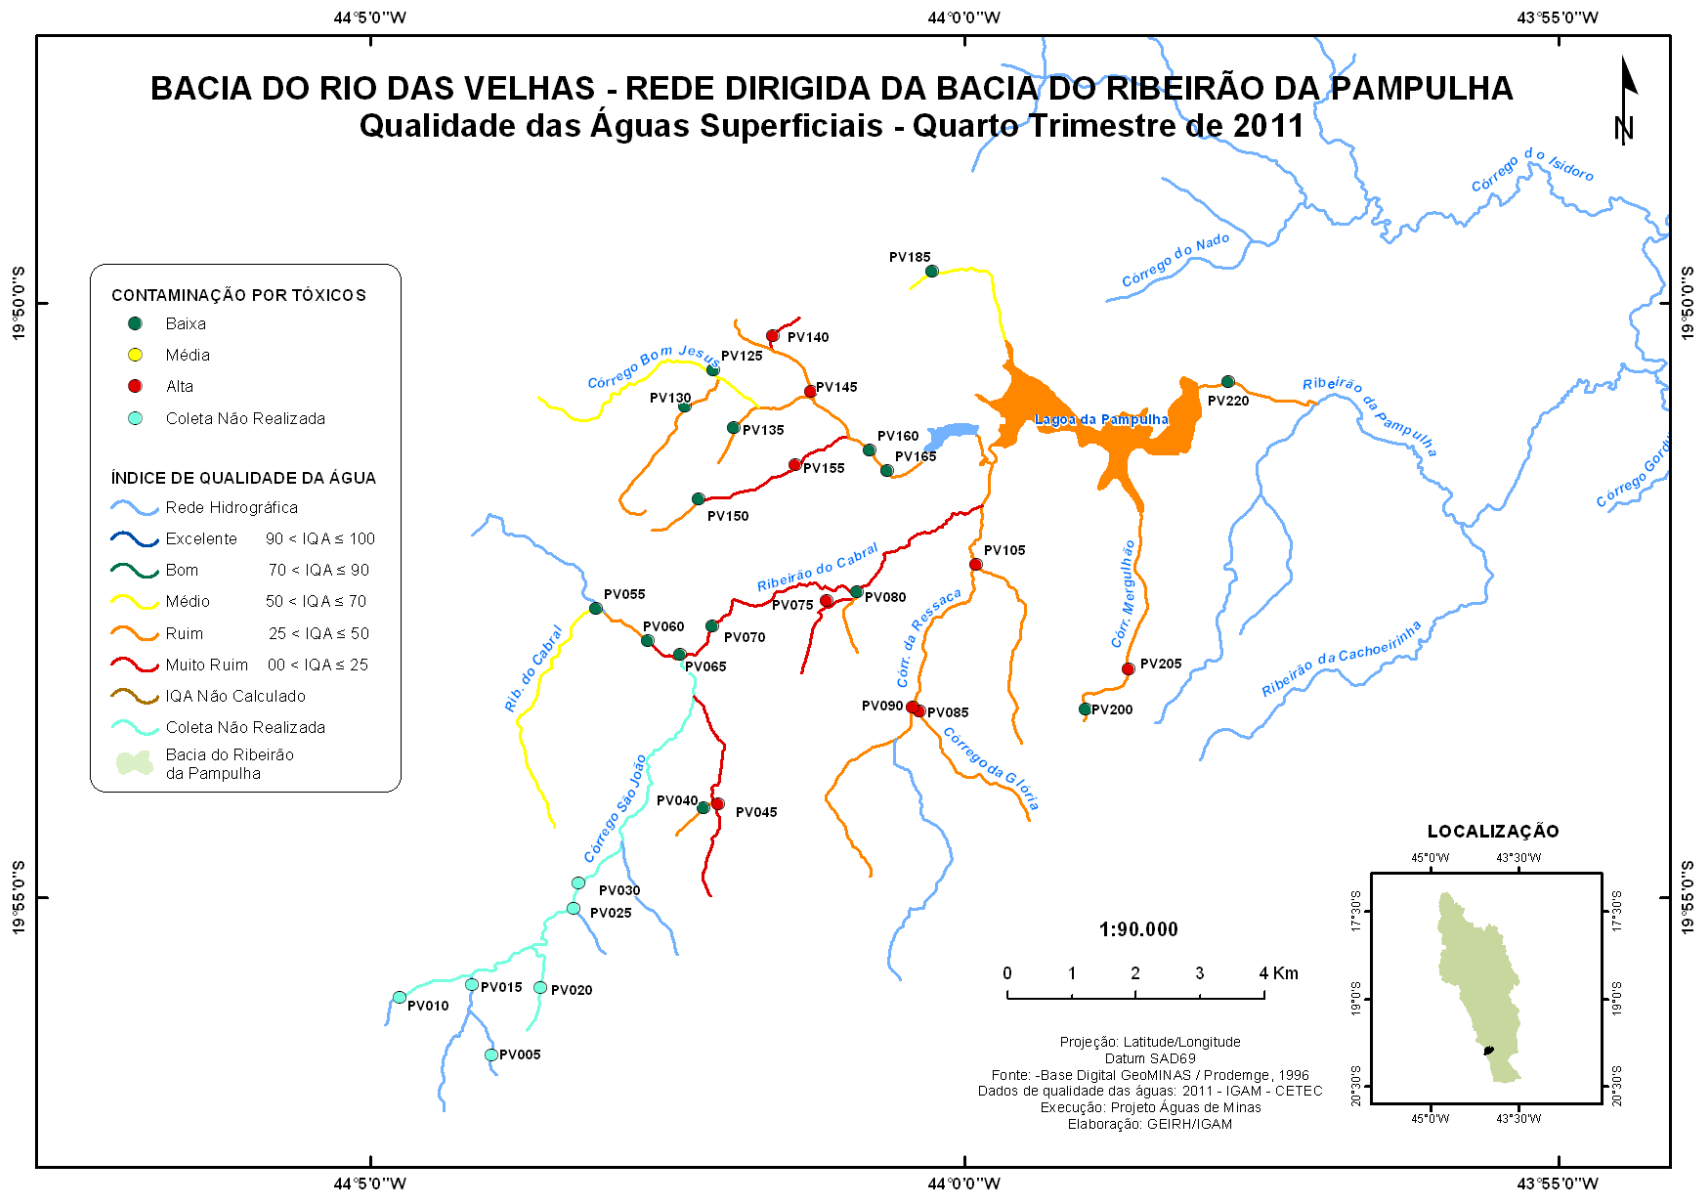 44°5'0"W
44°0'0"W
43°55'0"W
BACIA DO RIO DAS VELHAS - REDE DIRIGIDA DA BACIA DO RIBEIRÃO DA PAMPULHA
Qualidade das Águas Superficiais - Quarto Trimestre de 2011
N
Córrego do Isidoro
Córrego do Nado
19°50'0"S
19°50'0"S
CONTAMINAÇÃO POR TÓXICOS
Baixa
Média
Alta
Coleta Não Realizada
ÍNDICE DE QUALIDADE DA ÁGUA
Rede Hidrográfica
Excelente 90 < IQA ≤ 100
Bom 70 < IQA ≤ 90
Médio 50 < IQA ≤ 70
Ruim 25 < IQA ≤ 50
Muito Ruim 00 < IQA ≤ 25
IQA Não Calculado
Coleta Não Realizada
Bacia do Ribeirão
da Pampulha
PV185
PV140
Córrego Bom Jesus
PV125
PV145
PV130
PV135
PV160
PV165
PV155
PV150
Lagoa da Pampulha
PV220
Ribeirão da Pampulha
Córrego Gordu
PV105
Ribeirão do Cabral
PV055
PV075
PV080
PV060
PV070
PV065
Rib. do Cabral
Córr. da Ressaca
Córr. Mergulhão
PV205
PV200
Ribeirão da Cachoeirinha
PV090
PV085
Córrego da Glória
PV040
PV045
Córrego São João
PV030
PV025
PV015
PV020
PV010
PV005
19°55'0"S
19°55'0"S
1:90.000
0 1 2 3 4 Km
Projeção: Latitude/Longitude
Datum SAD69
Fonte: -Base Digital GeoMINAS / Prodemge, 1996
Dados de qualidade das águas: 2011 - IGAM - CETEC
Execução: Projeto Águas de Minas
Elaboração: GEIRH/IGAM
LOCALIZAÇÃO
45°0'W
43°30'W
17°30'S
17°30'S
19°0'S
19°0'S
20°30'S
20°30'S
45°0'W
43°30'W
44°5'0"W
44°0'0"W
43°55'0"W